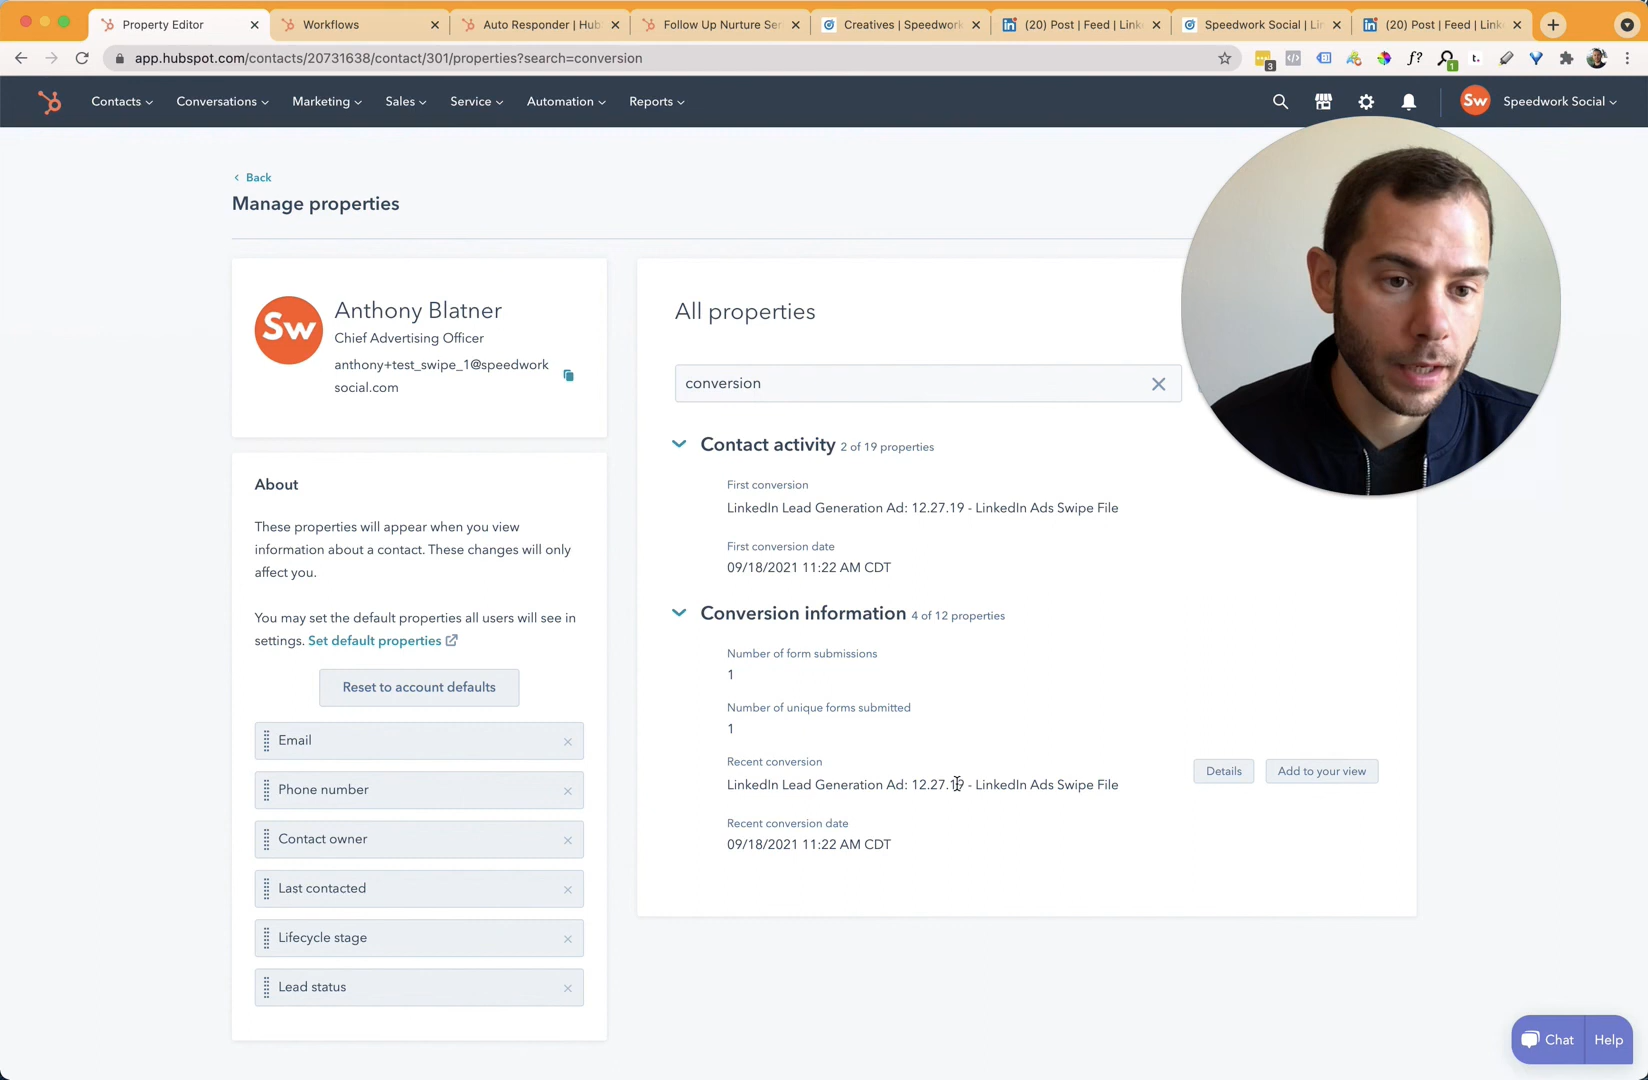 Property Editor
Workflows
Auto Responder | Hub
Follow Up Nurture Ser
Creatives | Speedwork
(20) Post | Feed | Link
Speedwork Social | Lin
(20) Post | Feed | Link
app.hubspot.com/contacts/20731638/contact/301/properties?search=conversion
3
f?
1
t.
Contacts
Conversations
Marketing
Sales
Service
Automation
Reports
Sw
Speedwork Social
Back
Manage properties
Sw
Anthony Blatner
Chief Advertising Officer
anthony+test_swipe_1@speedwork
social.com
About
These properties will appear when you view
information about a contact. These changes will only
affect you.
You may set the default properties all users will see in
settings. Set default properties
Reset to account defaults
Email
Phone number
Contact owner
Last contacted
Lifecycle stage
Lead status
All properties
conversion
Contact activity 2 of 19 properties
First conversion
LinkedIn Lead Generation Ad: 12.27.19 - LinkedIn Ads Swipe File
First conversion date
09/18/2021 11:22 AM CDT
Conversion information 4 of 12 properties
Number of form submissions
1
Number of unique forms submitted
1
Recent conversion
LinkedIn Lead Generation Ad: 12.27.19 - LinkedIn Ads Swipe File
Details
Add to your view
Recent conversion date
09/18/2021 11:22 AM CDT
Chat
Help